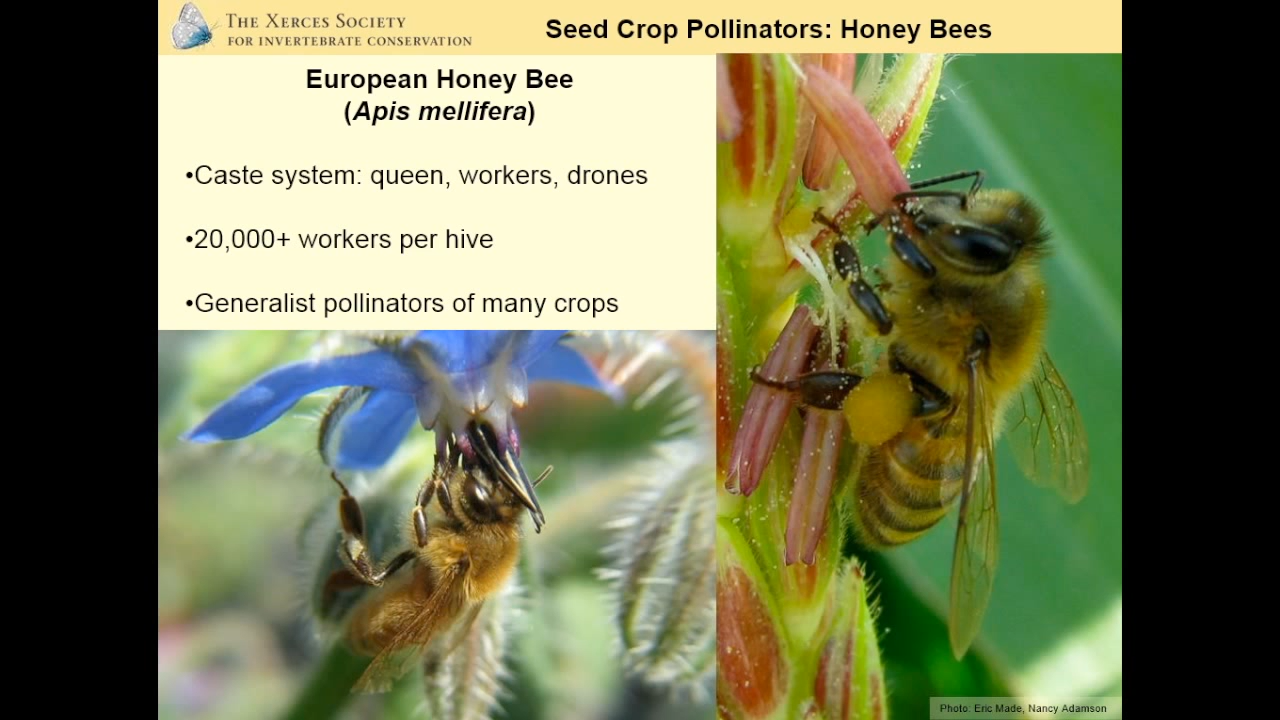 THE XERCES SOCIETY
FOR INVERTEBRATE CONSERVATION
Seed Crop Pollinators: Honey Bees
European Honey Bee
(Apis mellifera)
•Caste system: queen, workers, drones
•20,000+ workers per hive
•Generalist pollinators of many crops
Photo: Eric Made, Nancy Adamson